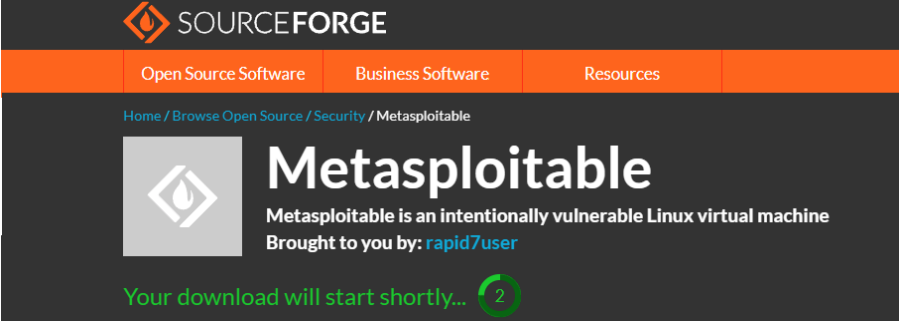 SOURCEFORGE
Open Source Software Business Software Resources
Home / Browse Open Source / Security / Metasploitable
Metasploitable
Metasploitable is an intentionally vulnerable Linux virtual machine
Brought to you by: rapid7user
Your download will start shortly... 2